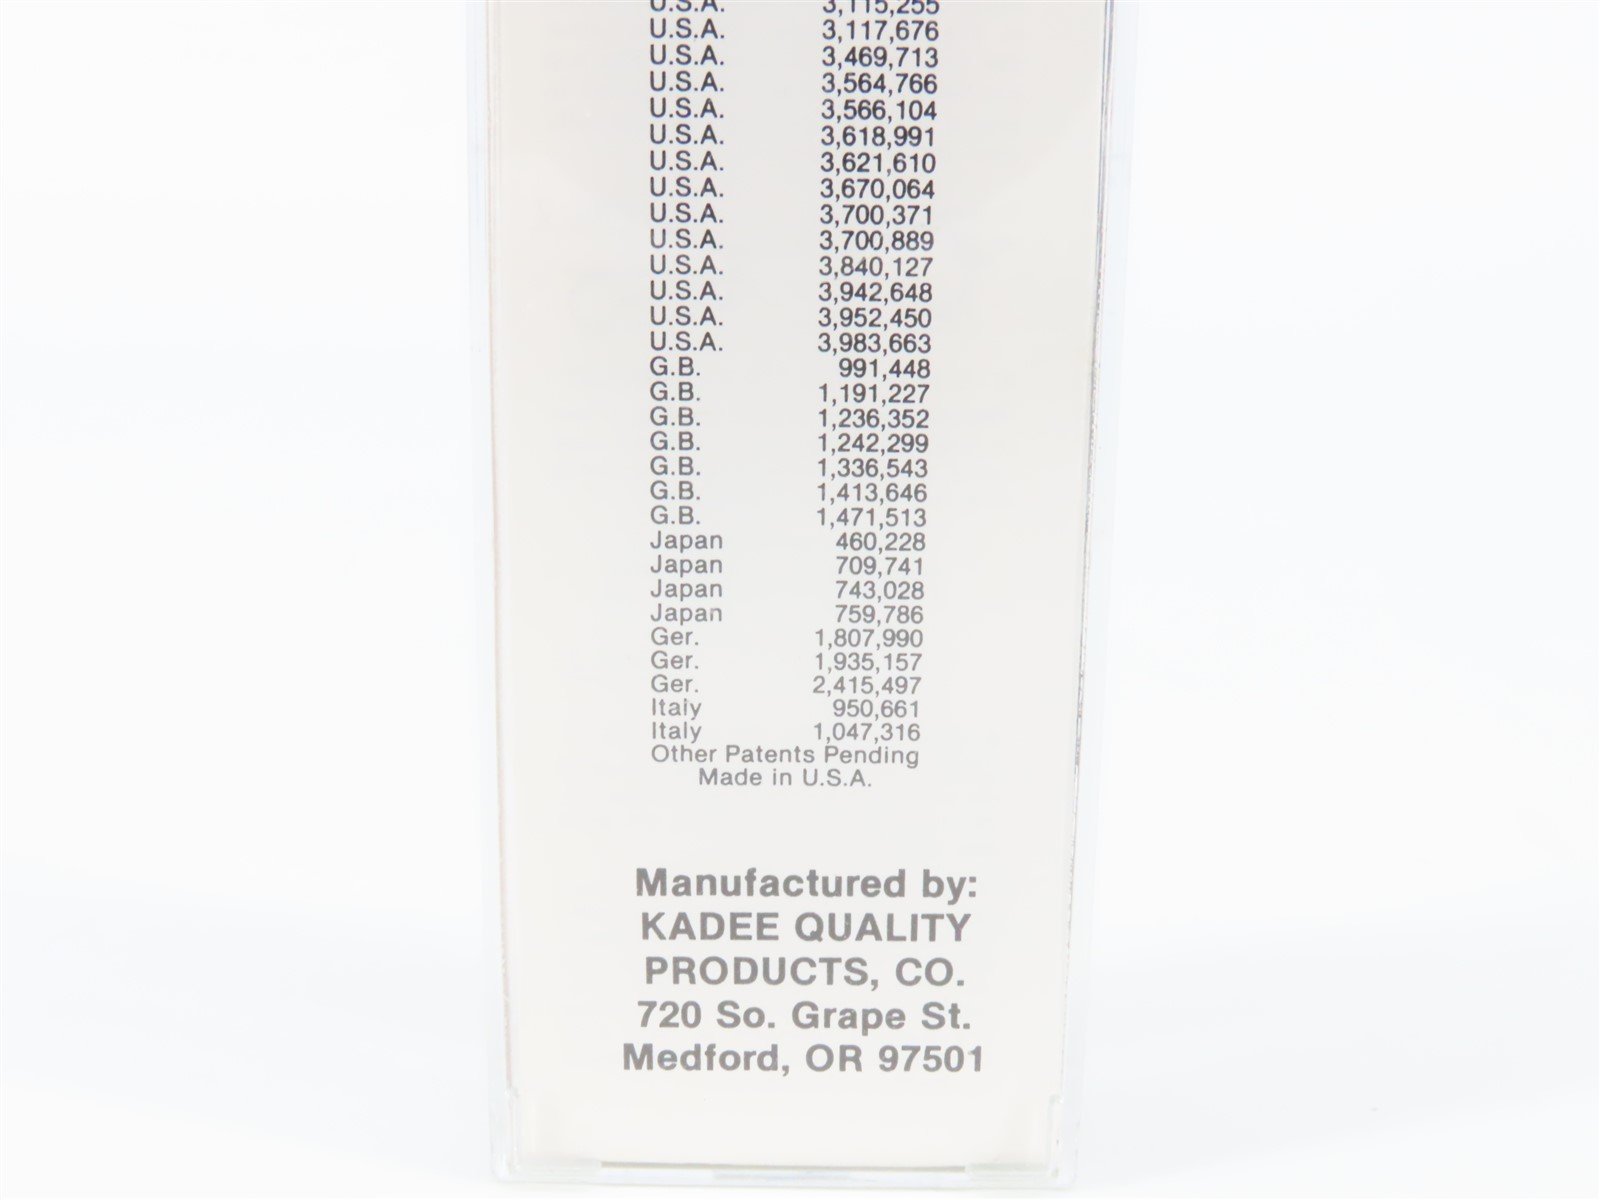 U.S.A. 3,115,255
U.S.A. 3,117,676
U.S.A. 3,469,713
U.S.A. 3,564,766
U.S.A. 3,566,104
U.S.A. 3,618,991
U.S.A. 3,621,610
U.S.A. 3,670,064
U.S.A. 3,700,371
U.S.A. 3,700,889
U.S.A. 3,840,127
U.S.A. 3,942,648
U.S.A. 3,952,450
U.S.A. 3,983,663
G.B. 991,448
G.B. 1,191,227
G.B. 1,236,352
G.B. 1,242,299
G.B. 1,336,543
G.B. 1,413,646
G.B. 1,471,513
Japan 460,228
Japan 709,741
Japan 743,028
Japan 759,786
Ger. 1,807,990
Ger. 1,935,157
Ger. 2,415,497
Italy 950,661
Italy 1,047,316
Other Patents Pending
Made in U.S.A.
Manufactured by:
KADEE QUALITY
PRODUCTS, CO.
720 So. Grape St.
Medford, OR 97501